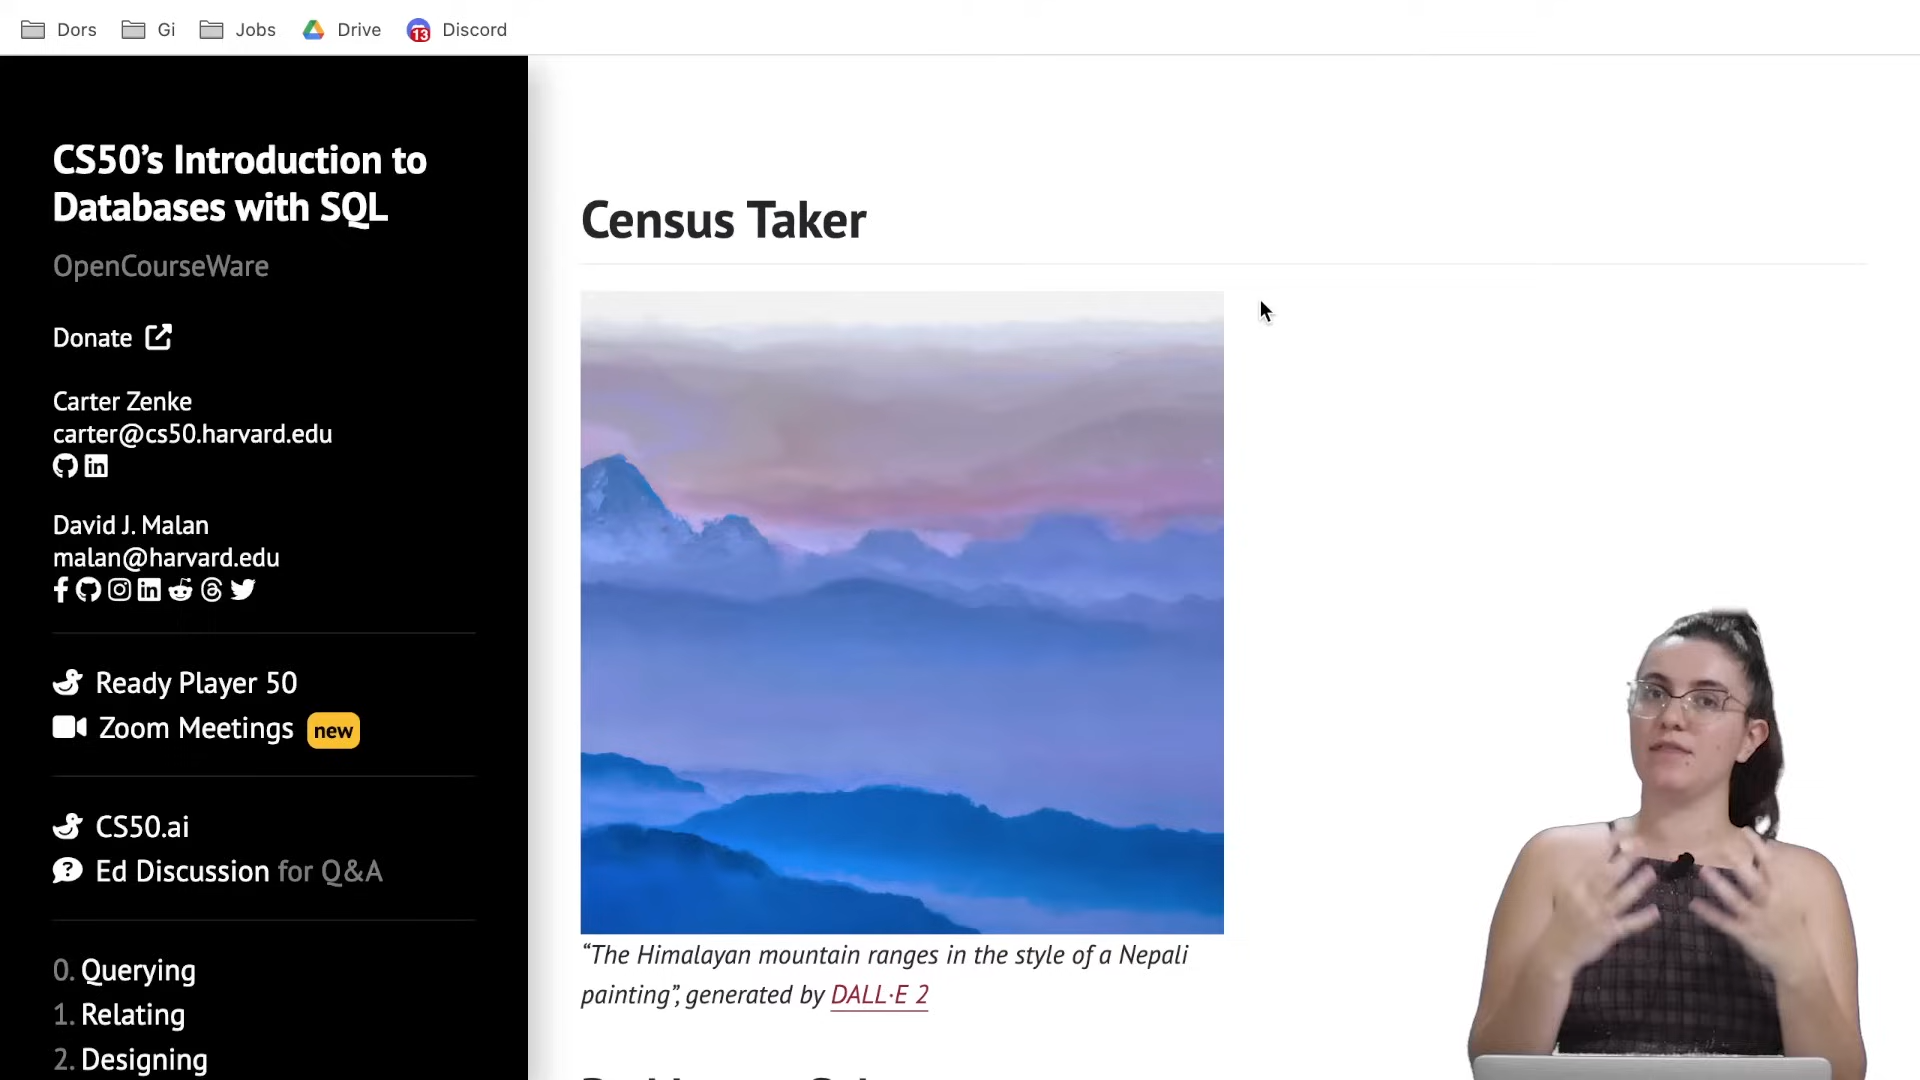 Dors Gi Jobs Drive 13 Discord
CS50’s Introduction to
Databases with SQL
OpenCourseWare
Donate
Carter Zenke
carter@cs50.harvard.edu
David J. Malan
malan@harvard.edu
Ready Player 50
Zoom Meetings new
CS50.ai
Ed Discussion for Q&A
0. Querying
1. Relating
2. Designing
Census Taker
“The Himalayan mountain ranges in the style of a Nepali
painting”, generated by DALL·E 2